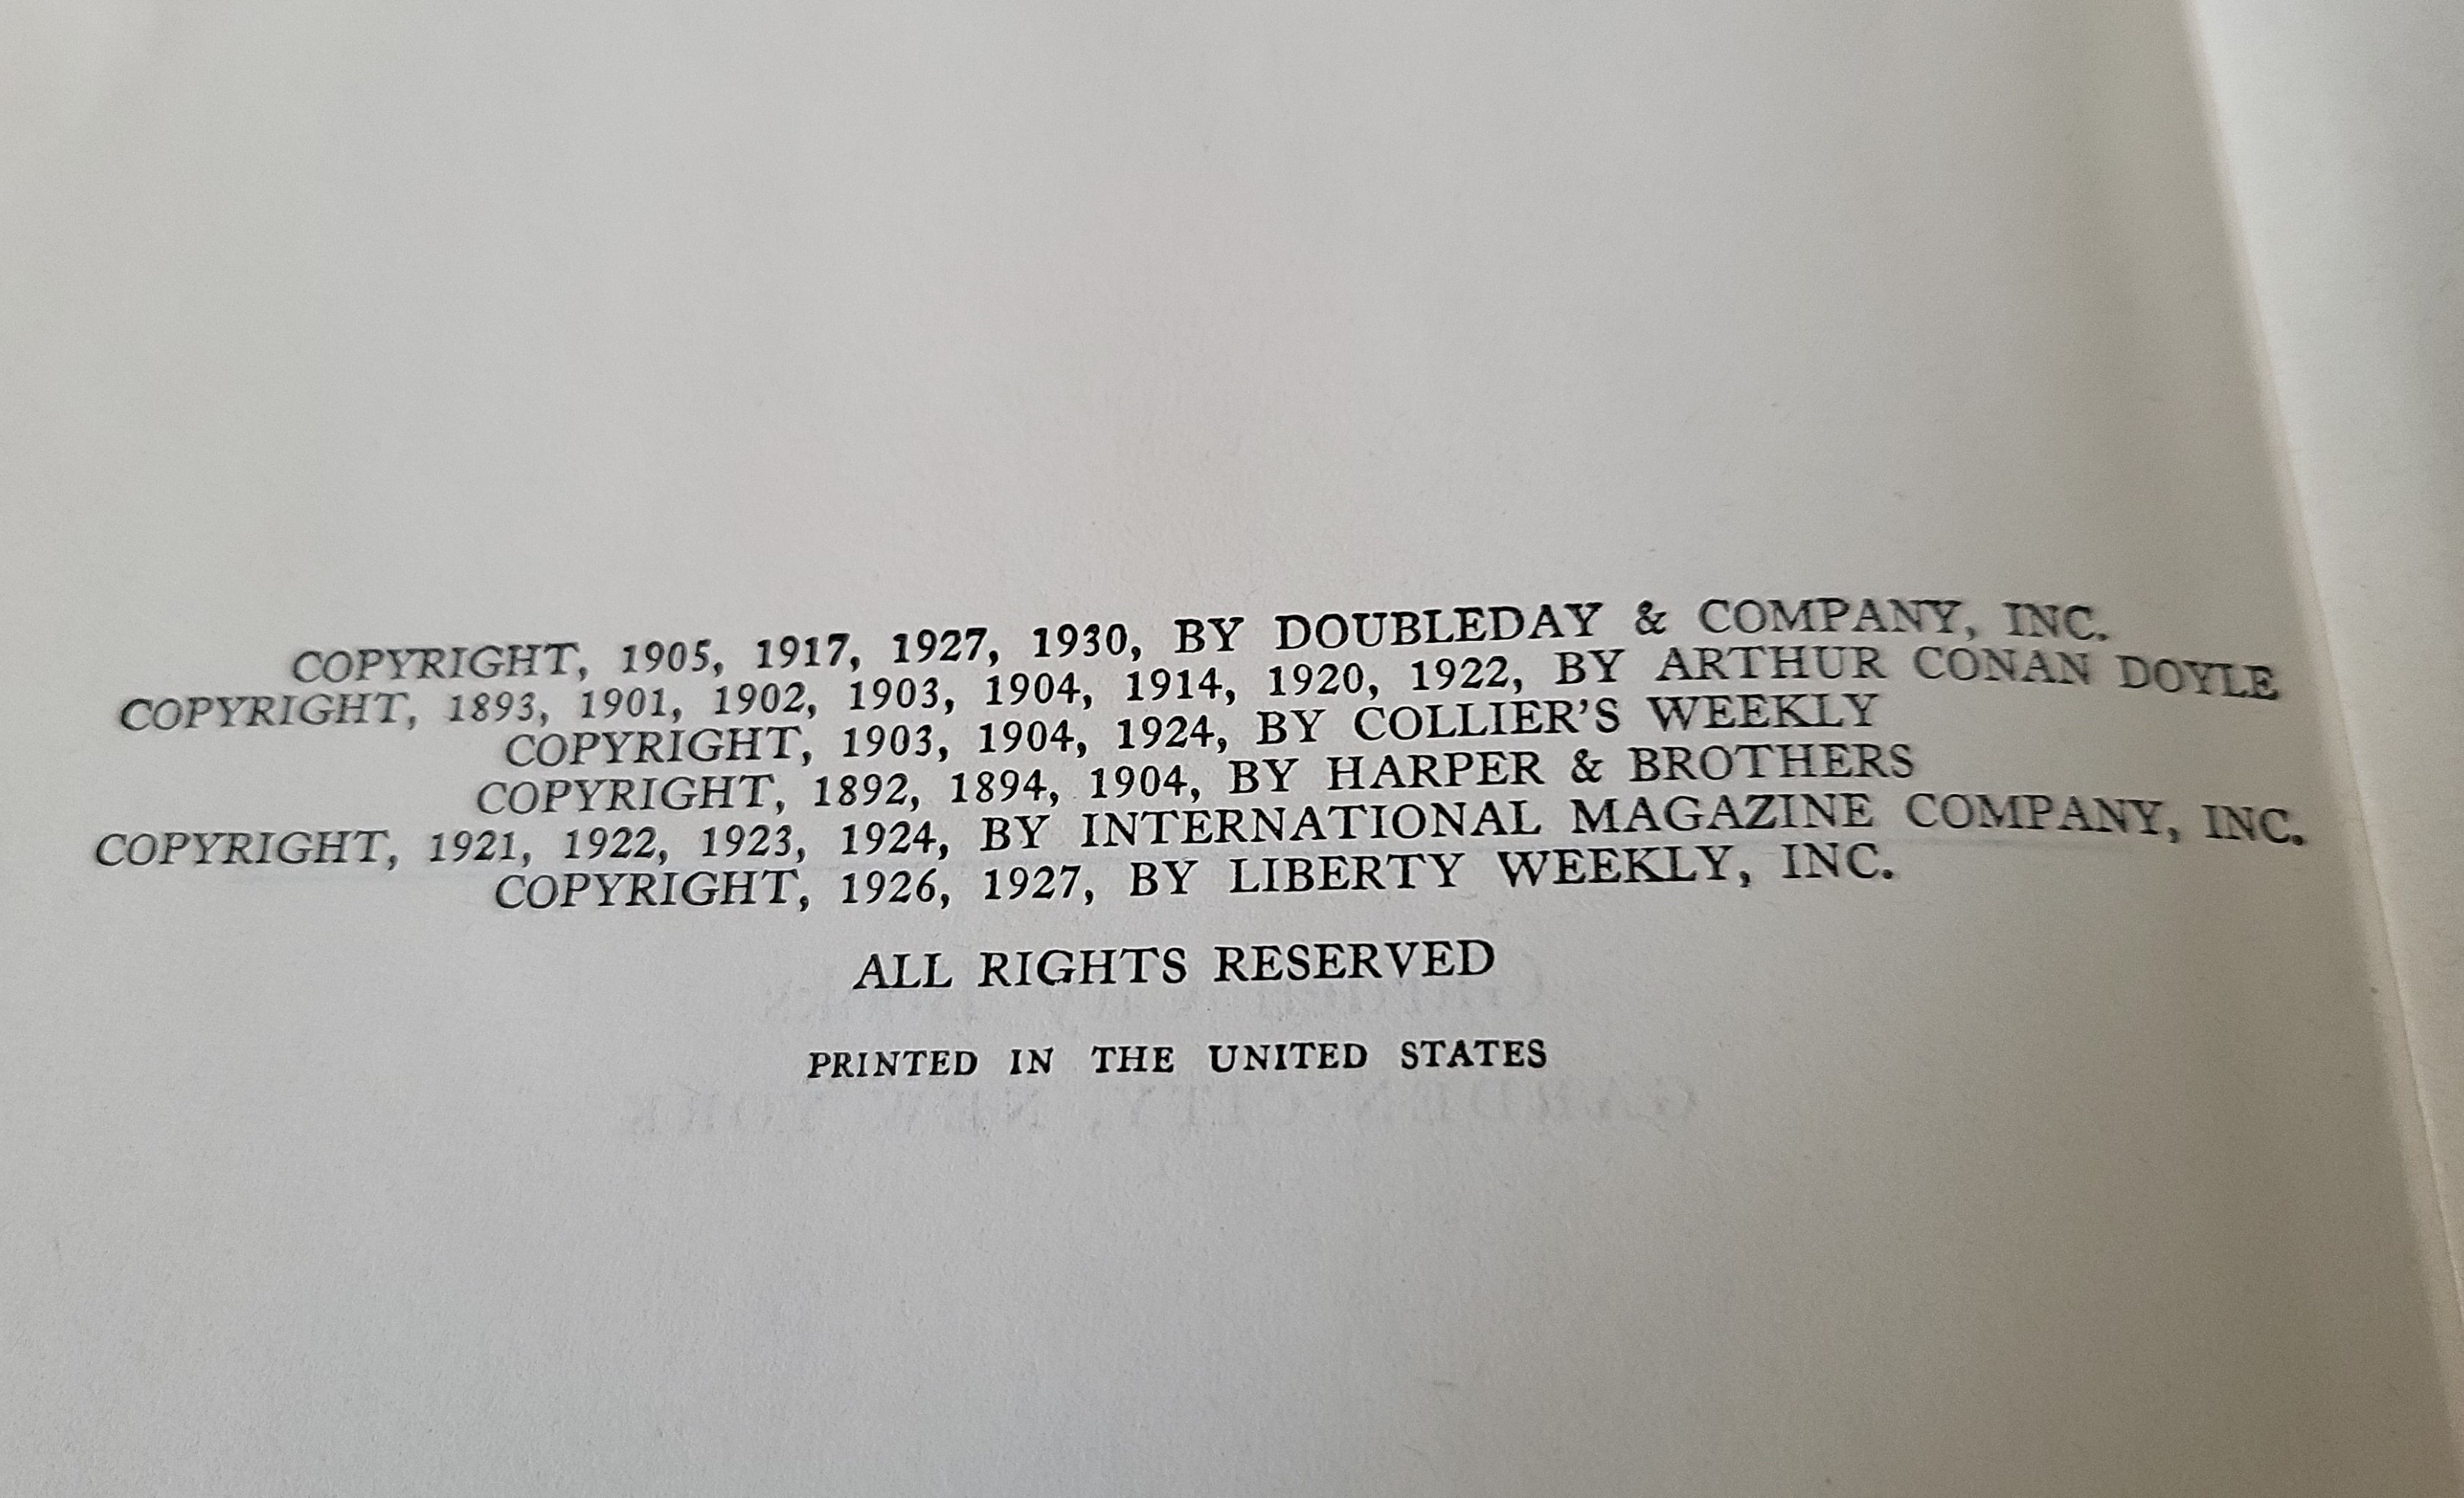 COPYRIGHT, 1905, 1917, 1927, 1930, BY DOUBLEDAY & COMPANY, INC.
COPYRIGHT, 1893, 1901, 1902, 1903, 1904, 1914, 1920, 1922, BY ARTHUR CONAN DOYLE
COPYRIGHT, 1903, 1904, 1924, BY COLLIER'S WEEKLY
COPYRIGHT, 1892, 1894, 1904, BY HARPER & BROTHERS
COPYRIGHT, 1921, 1922, 1923, 1924, BY INTERNATIONAL MAGAZINE COMPANY, INC.
COPYRIGHT, 1926, 1927, BY LIBERTY WEEKLY, INC.
ALL RIGHTS RESERVED
PRINTED IN THE UNITED STATES